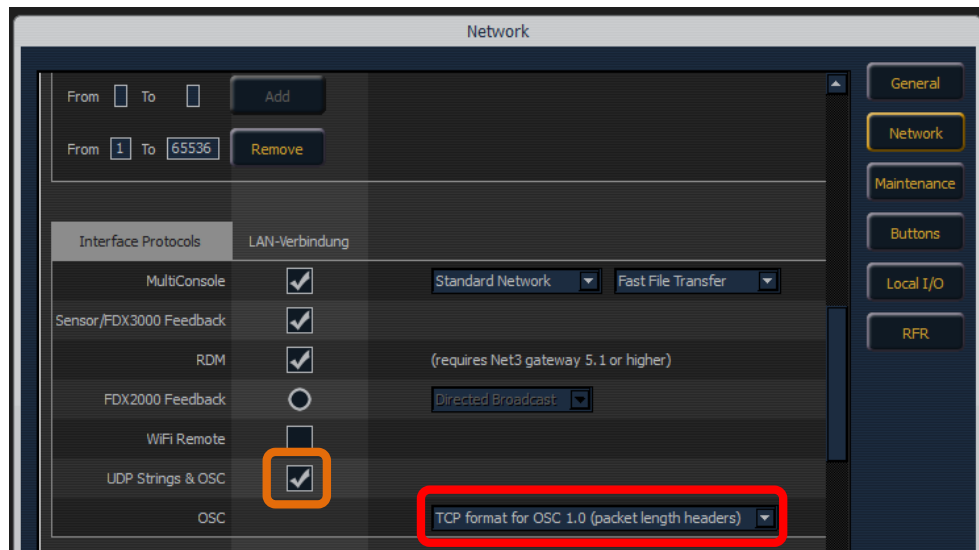 Network
From To Add
From 1 To 65536 Remove
Interface Protocols LAN-Verbindung
MultiConsole Standard Network Fast File Transfer
Sensor/FDX3000 Feedback
RDM (requires Net3 gateway 5.1 or higher)
FDX2000 Feedback Directed Broadcast
WiFi Remote
UDP Strings & OSC
OSC TCP format for OSC 1.0 (packet length headers)
General
Network
Maintenance
Buttons
Local I/O
RFR